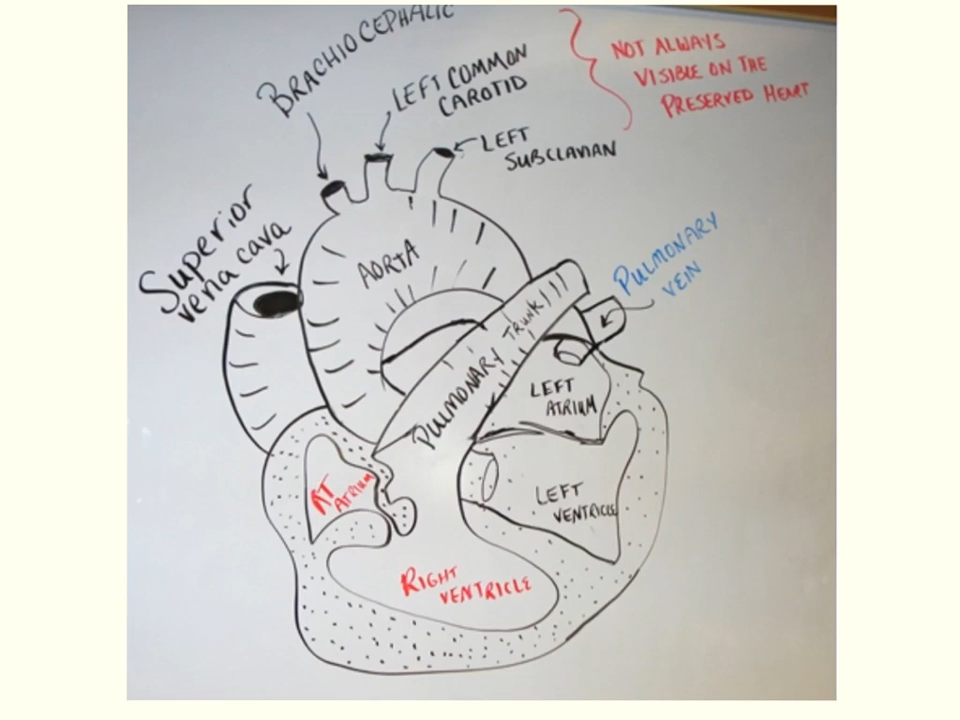 BRACHIOCEPHALIC
LEFT COMMON
CAROTID
LEFT
SUBCLAVIAN
NOT ALWAYS
VISIBLE ON THE
PRESERVED HEART
Superior
vena cava
AORTA
PULMONARY
VEIN
PULMONARY TRUNK
LEFT
ATRIUM
RT
ATRIUM
LEFT
VENTRICLE
RIGHT
VENTRICLE